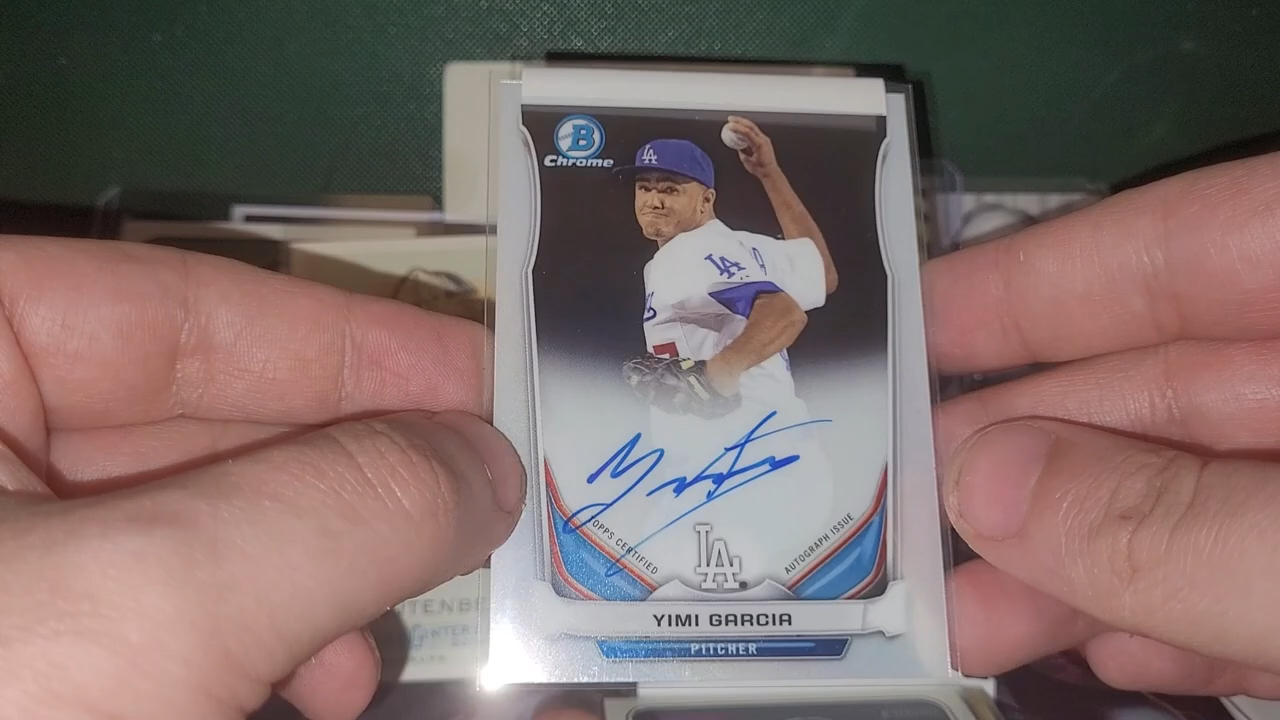 B
Chrome
LA
LA
TOPPS CERTIFIED
AUTOGRAPH ISSUE
LA
YIMI GARCIA
PITCHER